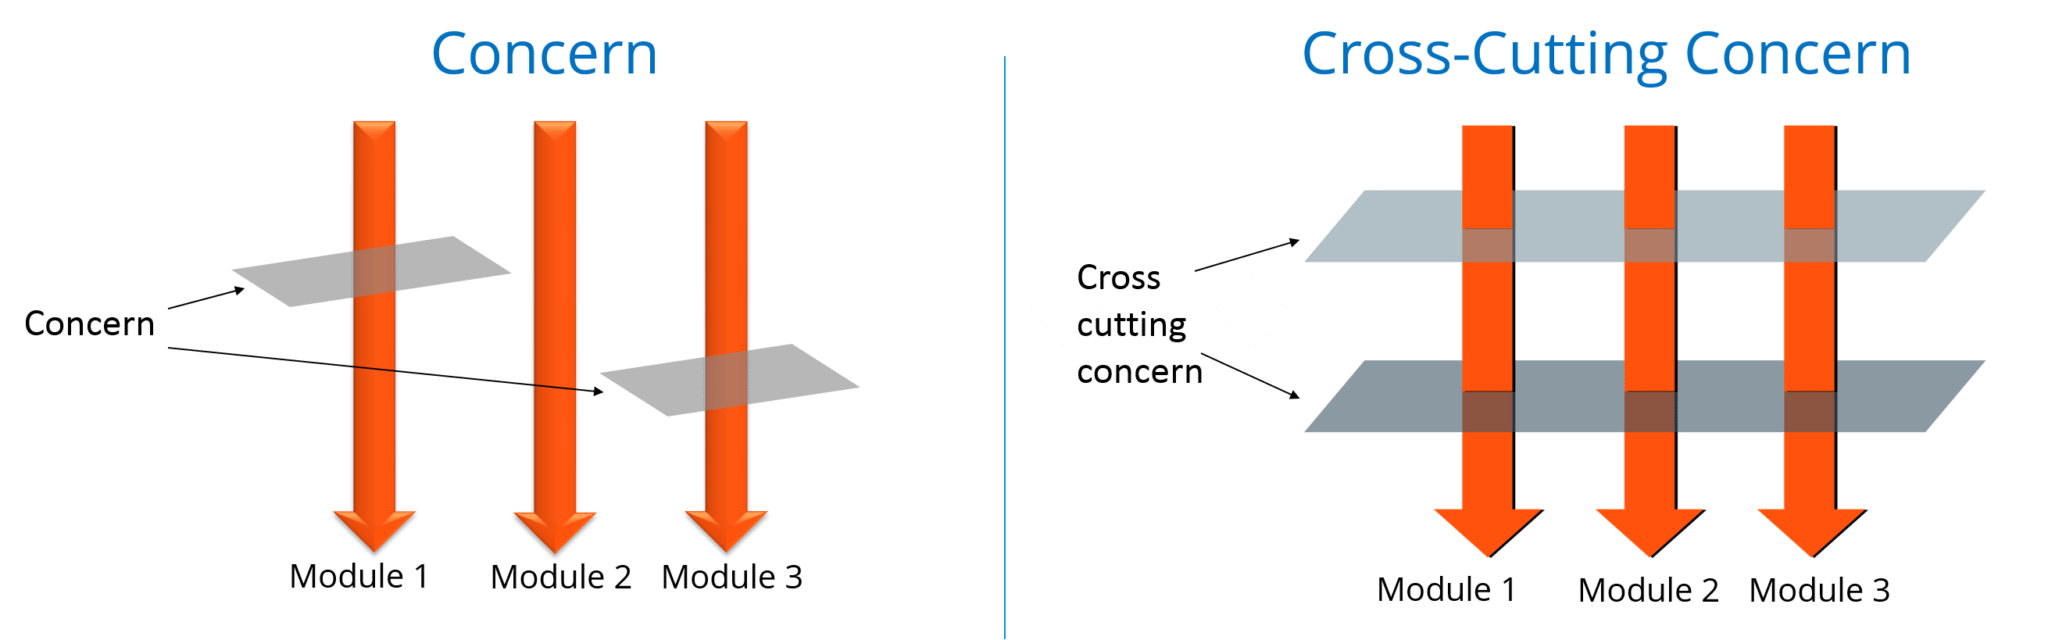 Concern
Concern
Module 1
Module 2
Module 3
Cross-Cutting Concern
Cross
cutting
concern
Module 1
Module 2
Module 3